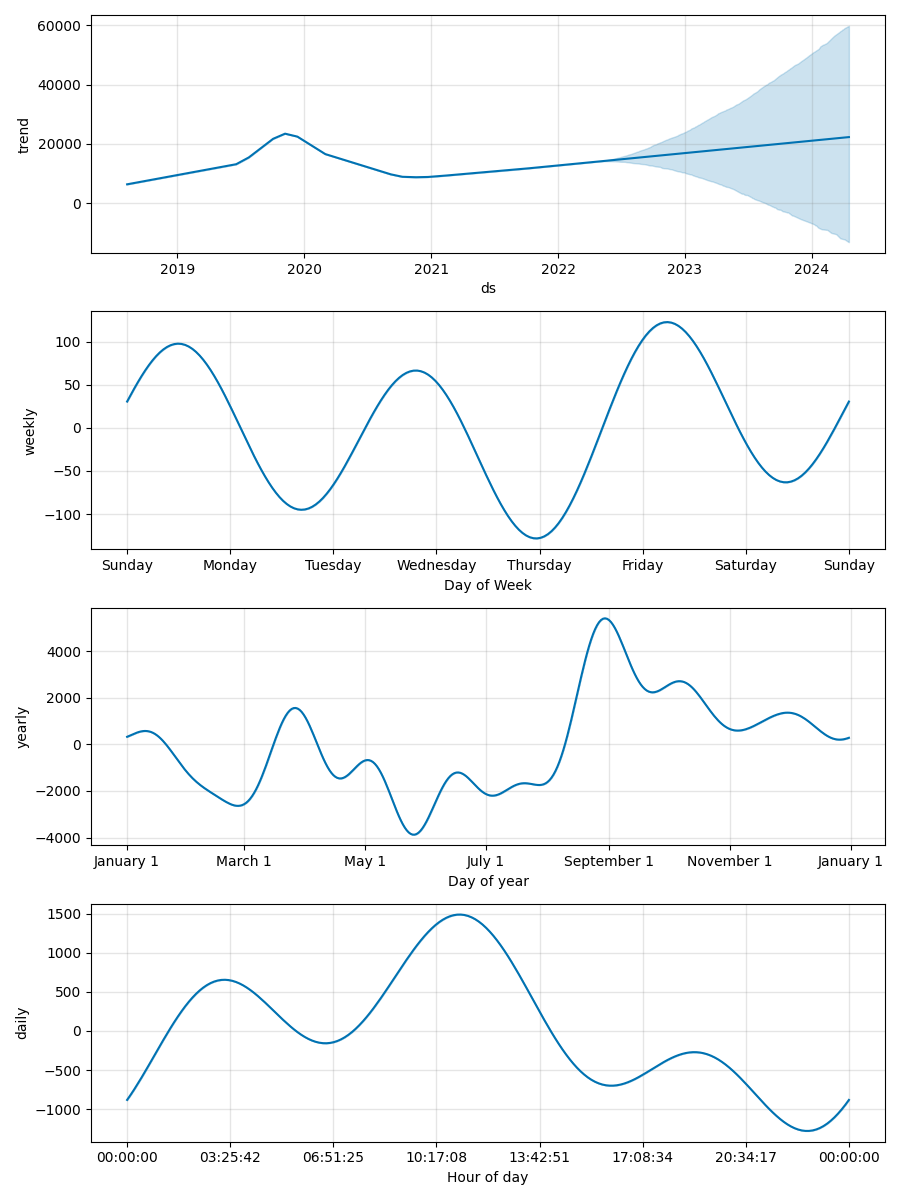 60000
40000
20000
0
trend
2019 2020 2021 2022 2023 2024
ds
100
50
0
−50
−100
weekly
Sunday Monday Tuesday Wednesday Thursday Friday Saturday Sunday
Day of Week
4000
2000
0
−2000
−4000
yearly
January 1 March 1 May 1 July 1 September 1 November 1 January 1
Day of year
1500
1000
500
0
−500
−1000
daily
00:00:00 03:25:42 06:51:25 10:17:08 13:42:51 17:08:34 20:34:17 00:00:00
Hour of day